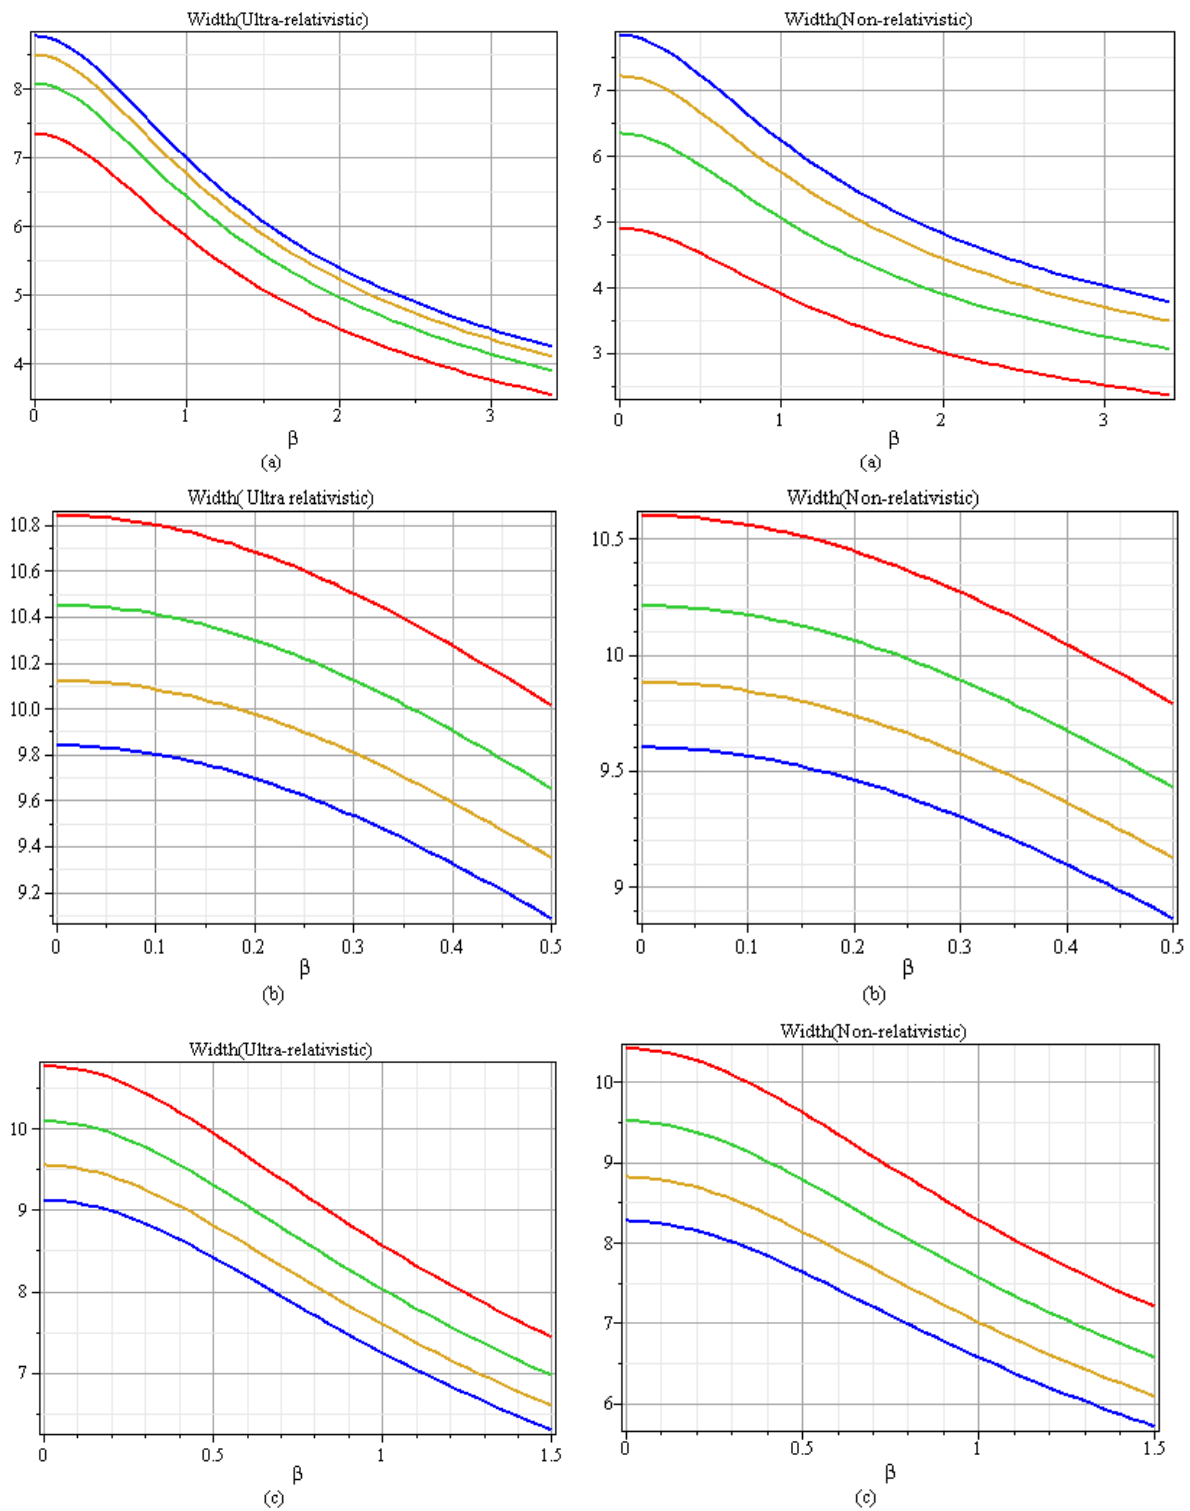 Width(Ultra-relativistic)
8
7
6
5
4
0 1 2 3
β
(a)
Width(Non-relativistic)
7
6
5
4
3
0 1 2 3
β
(a)
Width( Ultra relativistic)
10.8
10.6
10.4
10.2
10.0
9.8
9.6
9.4
9.2
0 0.1 0.2 0.3 0.4 0.5
β
(b)
Width(Non-relativistic)
10.5
10
9.5
9
0 0.1 0.2 0.3 0.4 0.5
β
(b)
Width(Ultra-relativistic)
10
9
8
7
0 0.5 1 1.5
β
(c)
Width(Non-relativistic)
10
9
8
7
6
0 0.5 1 1.5
β
(c)